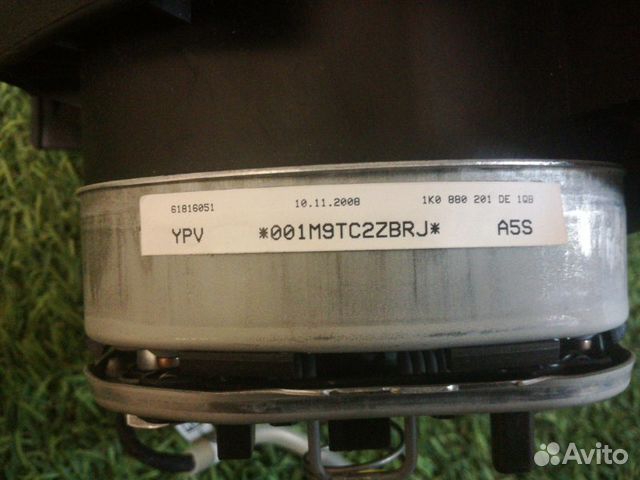 61816051 10.11.2008 1K0 880 201 DE 1QB
YPV *001M9TC2ZBRJ* A5S
Avito